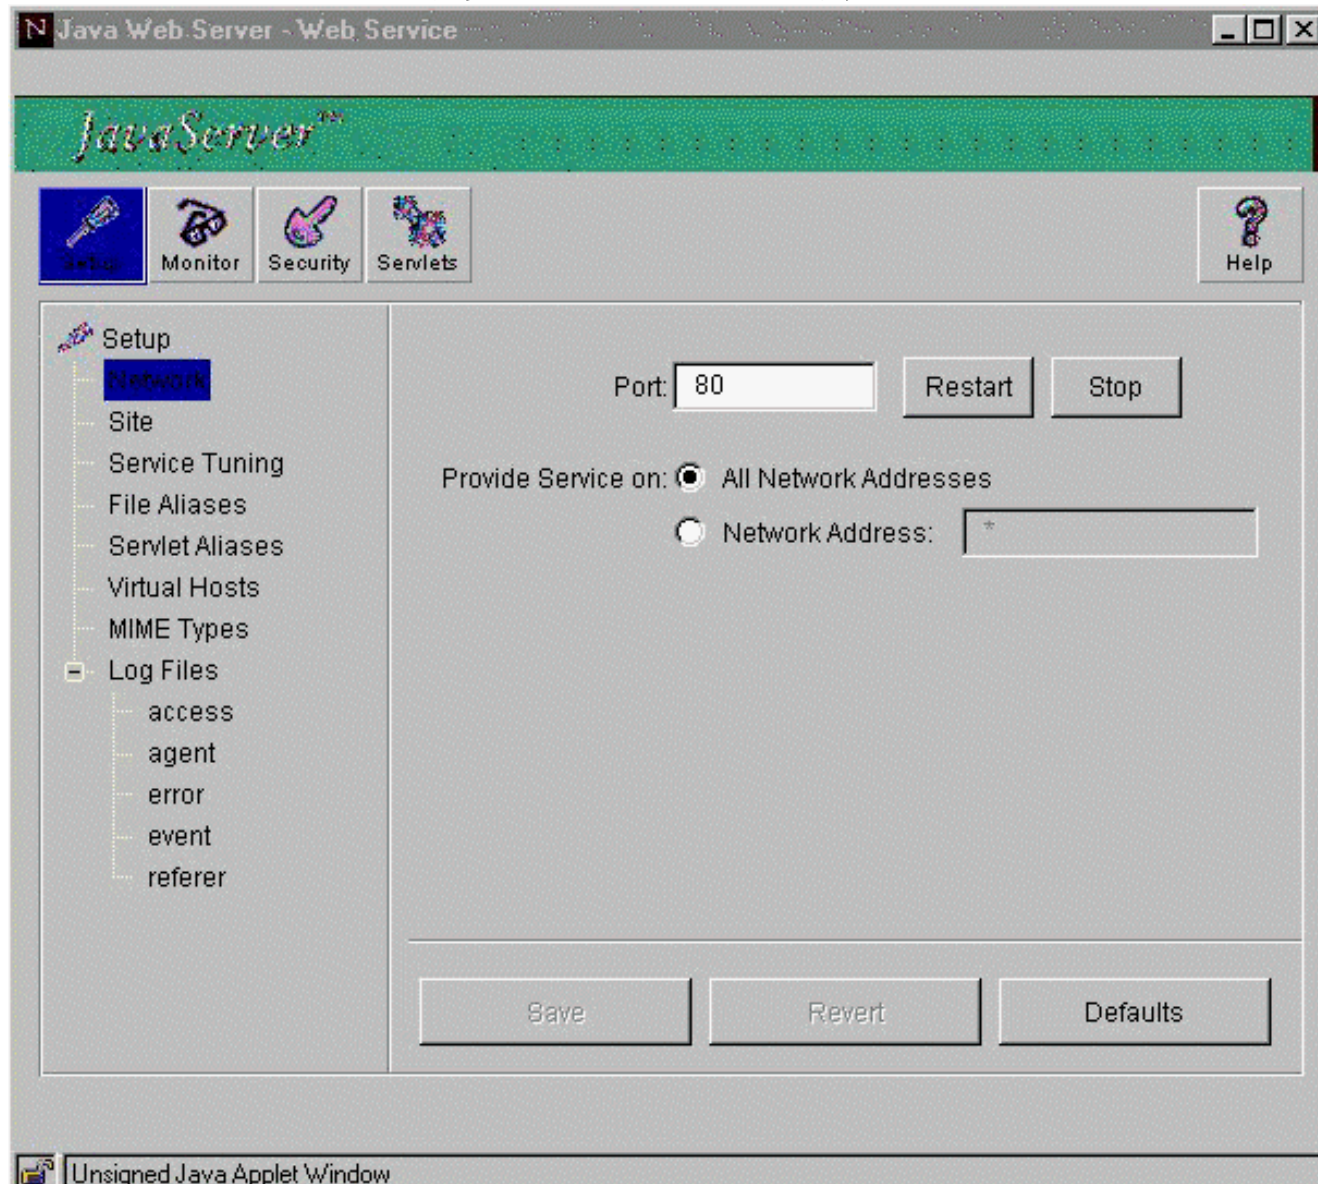 Java Web Server - Web Service
JavaServer™
Setup Monitor Security Servlets Help
Setup
Network
Site
Service Tuning
File Aliases
Servlet Aliases
Virtual Hosts
MIME Types
Log Files
access
agent
error
event
referer
Port: 80 Restart Stop
Provide Service on: All Network Addresses
Network Address: *
Save Revert Defaults
Unsigned Java Applet Window